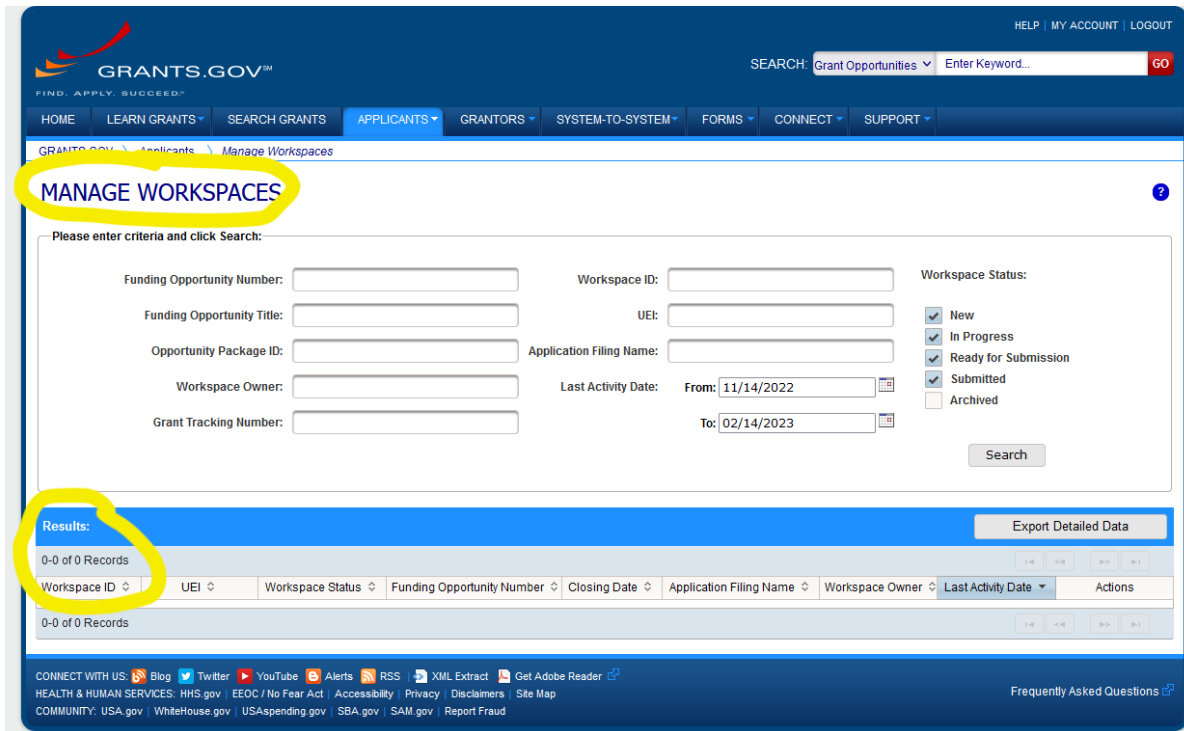 HELP | MY ACCOUNT | LOGOUT
GRANTS.GOV℠
FIND. APPLY. SUCCEED.℠
SEARCH: Grant Opportunities Enter Keyword... GO
HOME LEARN GRANTS SEARCH GRANTS APPLICANTS GRANTORS SYSTEM-TO-SYSTEM FORMS CONNECT SUPPORT
GRANTS.GOV Applicants Manage Workspaces
MANAGE WORKSPACES
?
Please enter criteria and click Search:
Funding Opportunity Number: Workspace ID: Workspace Status:
Funding Opportunity Title: UEI: New
In Progress
Opportunity Package ID: Application Filing Name: Ready for Submission
Workspace Owner: Last Activity Date: From: 11/14/2022 Submitted
Archived
Grant Tracking Number: To: 02/14/2023
Search
Results: Export Detailed Data
0-0 of 0 Records
Workspace ID UEI Workspace Status Funding Opportunity Number Closing Date Application Filing Name Workspace Owner Last Activity Date Actions
0-0 of 0 Records
CONNECT WITH US: Blog Twitter YouTube Alerts RSS | XML Extract Get Adobe Reader
HEALTH & HUMAN SERVICES: HHS.gov | EEOC / No Fear Act | Accessibility | Privacy | Disclaimers | Site Map Frequently Asked Questions
COMMUNITY: USA.gov | WhiteHouse.gov | USAspending.gov | SBA.gov | SAM.gov | Report Fraud